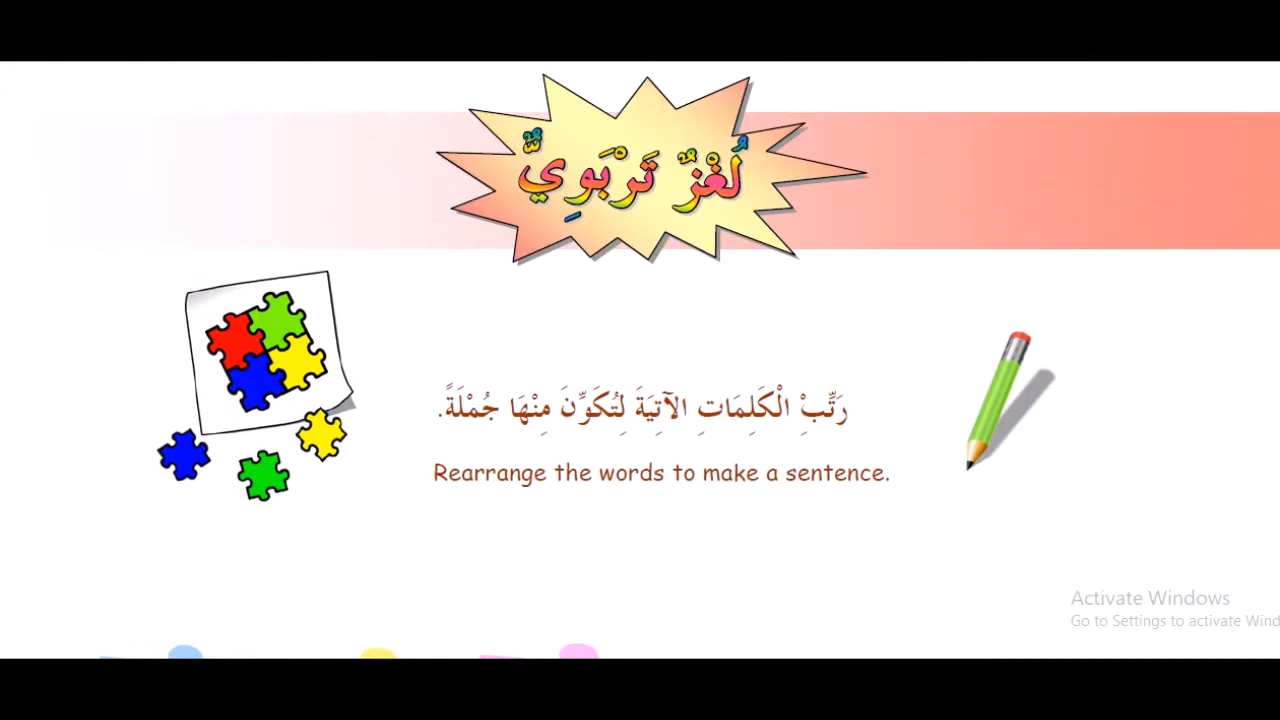 لُغْزٌ تَرْبَوِيٌّ
رَتِّبِْ الْكَلِمَاتِ الآتِيَةَ لِتُكَوِّنَ مِنْهَا جُمْلَةً.
Rearrange the words to make a sentence.
Activate Windows
Go to Settings to activate Wind